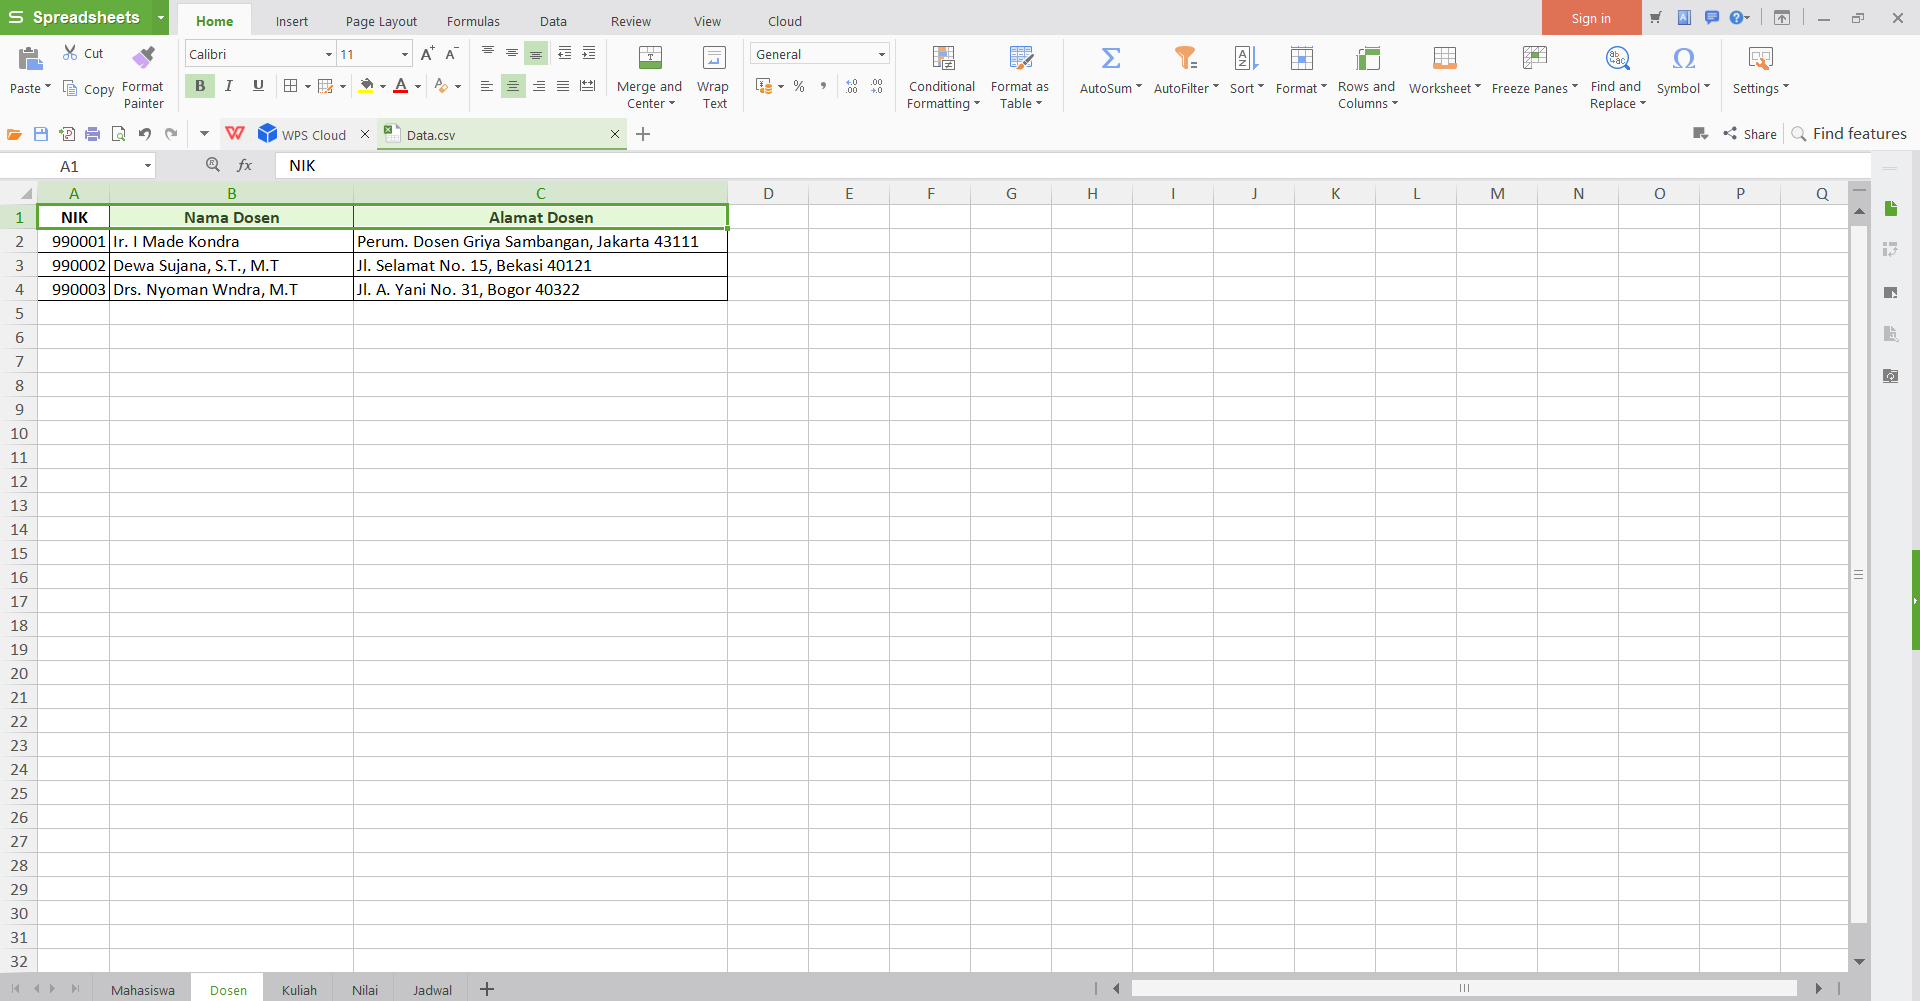 Spreadsheets Home Insert Page Layout Formulas Data Review View Cloud Sign in
Paste Cut Copy Format Painter
Calibri 11
B I U A
Merge and Center Wrap Text
General
% ,
Conditional Formatting Format as Table AutoSum AutoFilter Sort Format Rows and Columns Worksheet Freeze Panes Find and Replace Symbol Settings
WPS Cloud Data.csv Share Find features
A1 fx NIK
A B C D E F G H I J K L M N O P Q
1 NIK Nama Dosen Alamat Dosen
2 990001 Ir. I Made Kondra Perum. Dosen Griya Sambangan, Jakarta 43111
3 990002 Dewa Sujana, S.T., M.T Jl. Selamat No. 15, Bekasi 40121
4 990003 Drs. Nyoman Wndra, M.T Jl. A. Yani No. 31, Bogor 40322
5
6
7
8
9
10
11
12
13
14
15
16
17
18
19
20
21
22
23
24
25
26
27
28
29
30
31
32
Mahasiswa Dosen Kuliah Nilai Jadwal